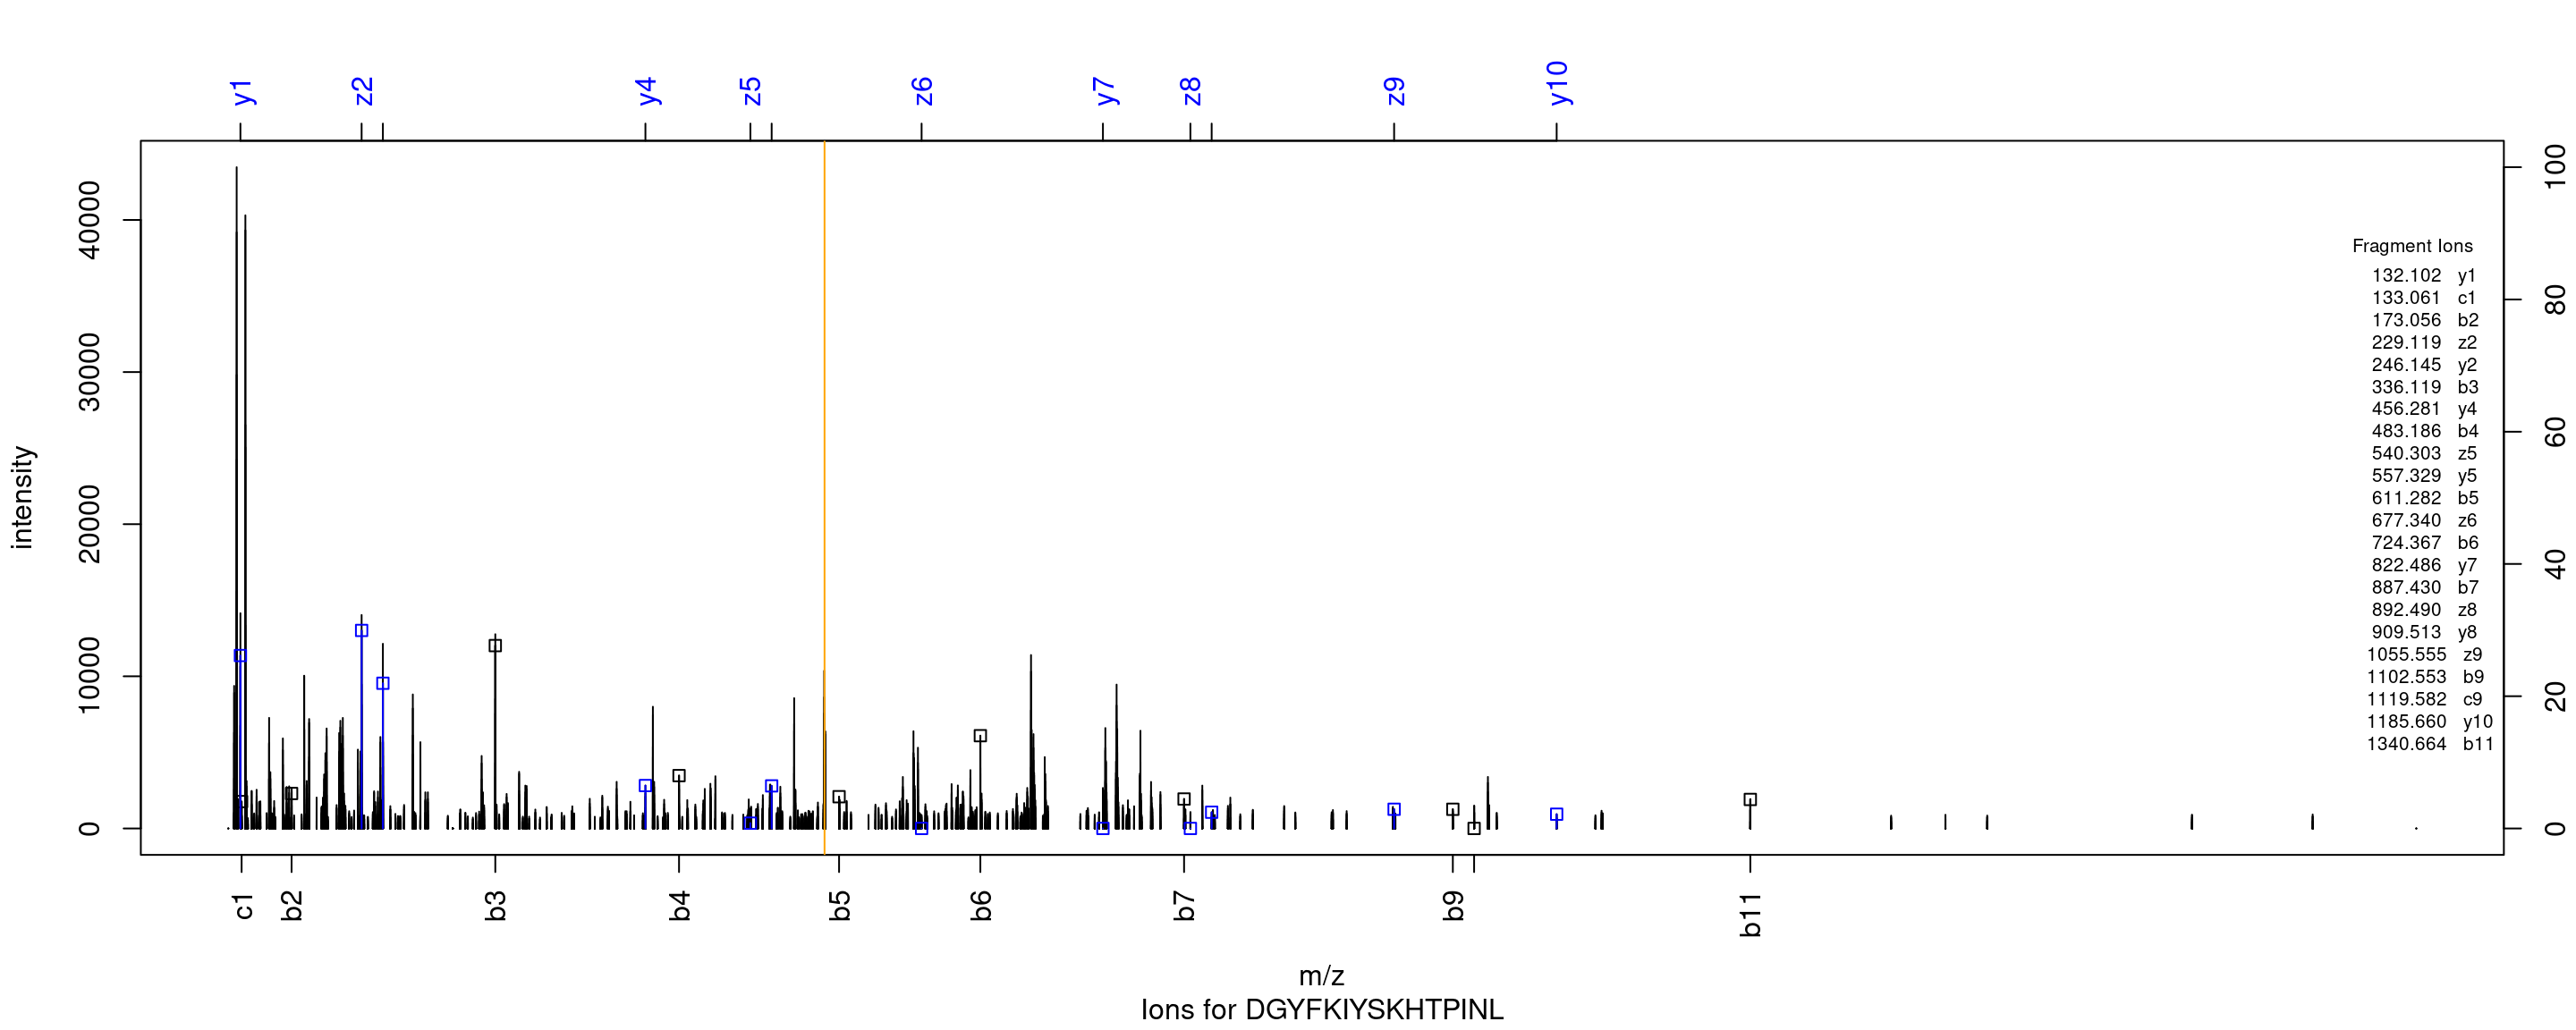 y1 z2 y4 z5 z6 y7 z8 z9 y10
intensity
0 10000 20000 30000 40000
0 20 40 60 80 100
Fragment Ions
132.102 y1
133.061 c1
173.056 b2
229.119 z2
246.145 y2
336.119 b3
456.281 y4
483.186 b4
540.303 z5
557.329 y5
611.282 b5
677.340 z6
724.367 b6
822.486 y7
887.430 b7
892.490 z8
909.513 y8
1055.555 z9
1102.553 b9
1119.582 c9
1185.660 y10
1340.664 b11
c1 b2 b3 b4 b5 b6 b7 b9 b11
m/z
Ions for DGYFKIYSKHTPINL